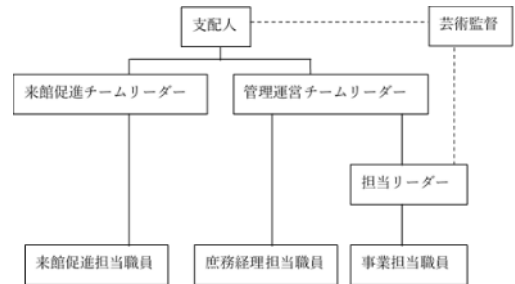 支配人
芸術監督
来館促進チームリーダー
管理運営チームリーダー
担当リーダー
来館促進担当職員
庶務経理担当職員
事業担当職員